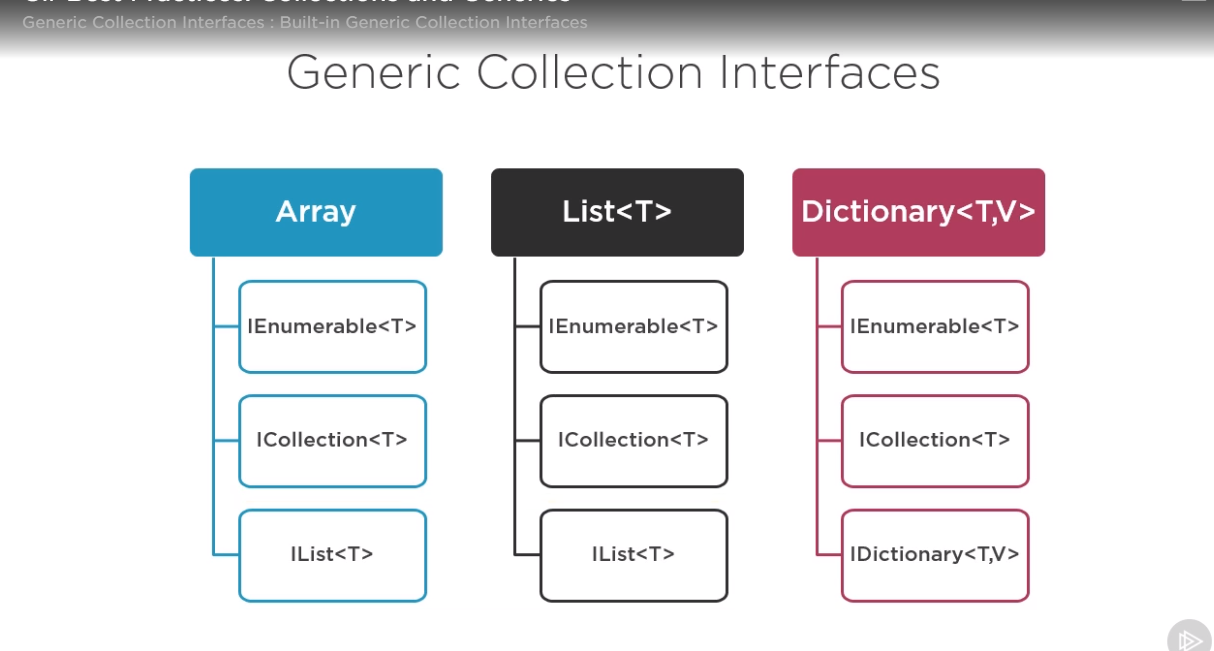 Best Practices: Collections and Generics
Generic Collection Interfaces : Built-in Generic Collection Interfaces
Generic Collection Interfaces
Array
List<T>
Dictionary<T,V>
IEnumerable<T>
IEnumerable<T>
IEnumerable<T>
ICollection<T>
ICollection<T>
ICollection<T>
IList<T>
IList<T>
IDictionary<T,V>